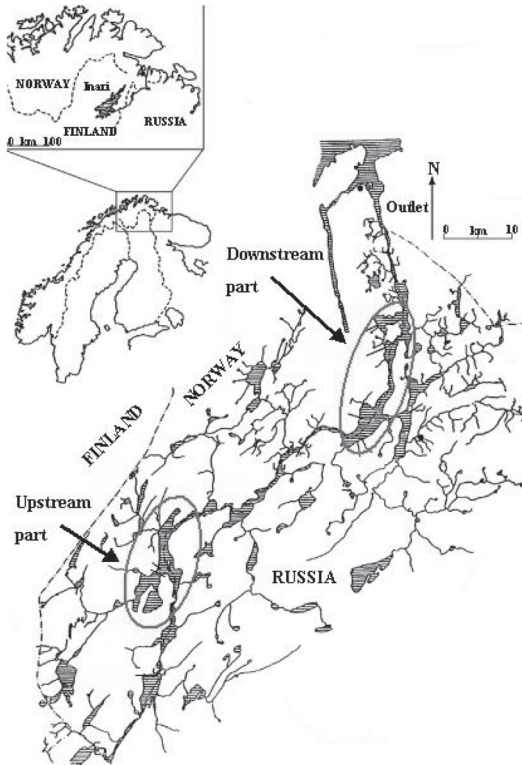 NORWAY
Inari
FINLAND
RUSSIA
0 km 100
N
Outlet
0 km 10
Downstream
part
NORWAY
FINLAND
Upstream
part
RUSSIA